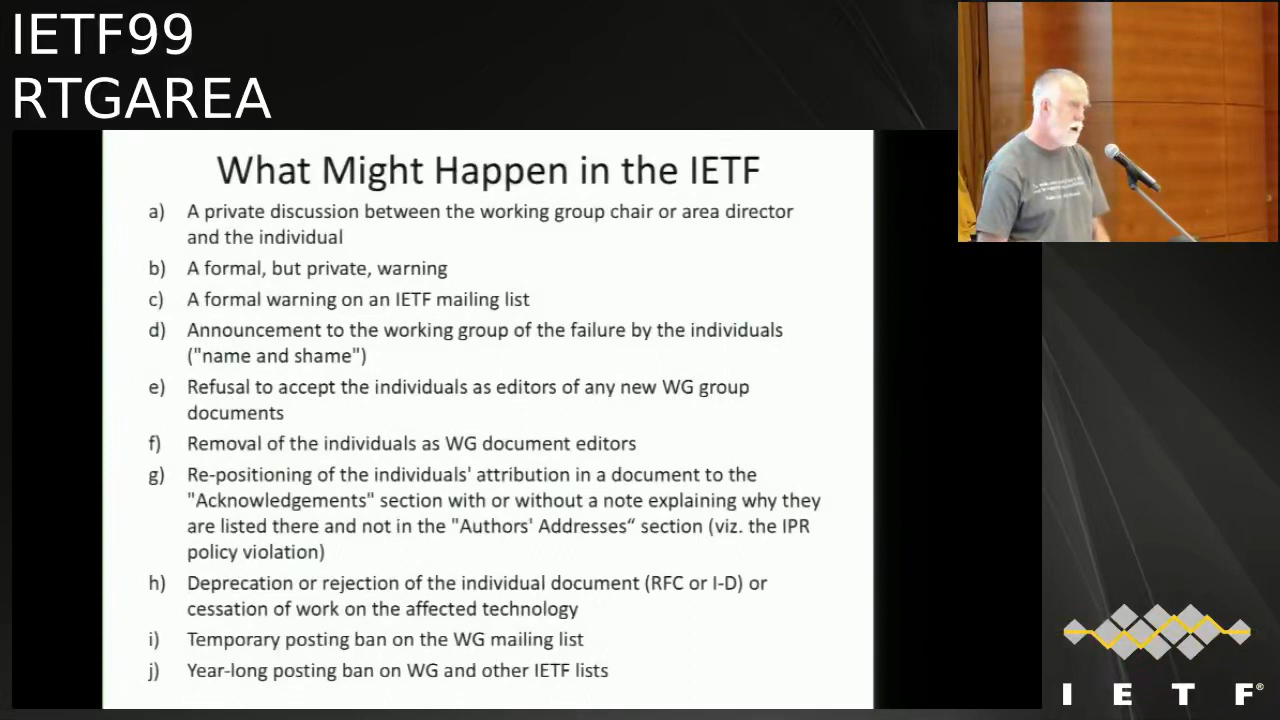 IETF99
RTGAREA
What Might Happen in the IETF
a) A private discussion between the working group chair or area director
and the individual
b) A formal, but private, warning
c) A formal warning on an IETF mailing list
d) Announcement to the working group of the failure by the individuals
("name and shame")
e) Refusal to accept the individuals as editors of any new WG group
documents
f) Removal of the individuals as WG document editors
g) Re-positioning of the individuals' attribution in a document to the
"Acknowledgements" section with or without a note explaining why they
are listed there and not in the "Authors' Addresses“ section (viz. the IPR
policy violation)
h) Deprecation or rejection of the individual document (RFC or I-D) or
cessation of work on the affected technology
i) Temporary posting ban on the WG mailing list
j) Year-long posting ban on WG and other IETF lists
I E T F®